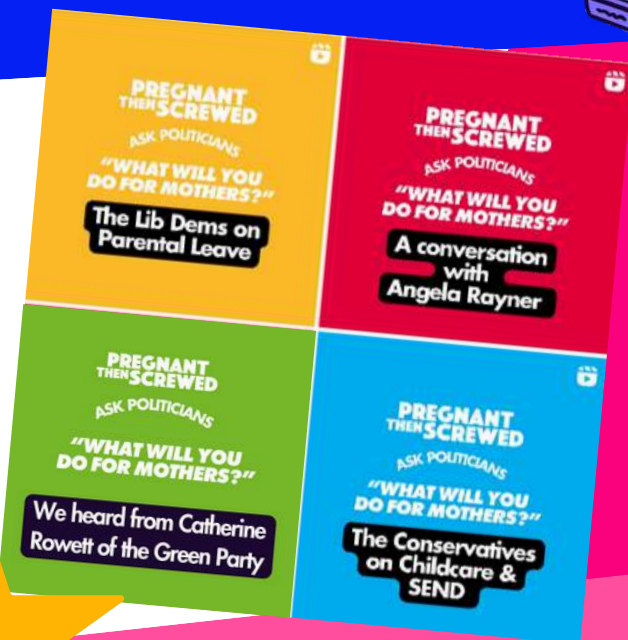 PREGNANT
THEN SCREWED
ASK POLITICIANS
"WHAT WILL YOU
DO FOR MOTHERS?"
The Lib Dems on
Parental Leave
PREGNANT
THEN SCREWED
ASK POLITICIANS
"WHAT WILL YOU
DO FOR MOTHERS?"
A conversation
with
Angela Rayner
PREGNANT
THEN SCREWED
ASK POLITICIANS
"WHAT WILL YOU
DO FOR MOTHERS?"
We heard from Catherine
Rowett of the Green Party
PREGNANT
THEN SCREWED
ASK POLITICIANS
"WHAT WILL YOU
DO FOR MOTHERS?"
The Conservatives
on Childcare &
SEND